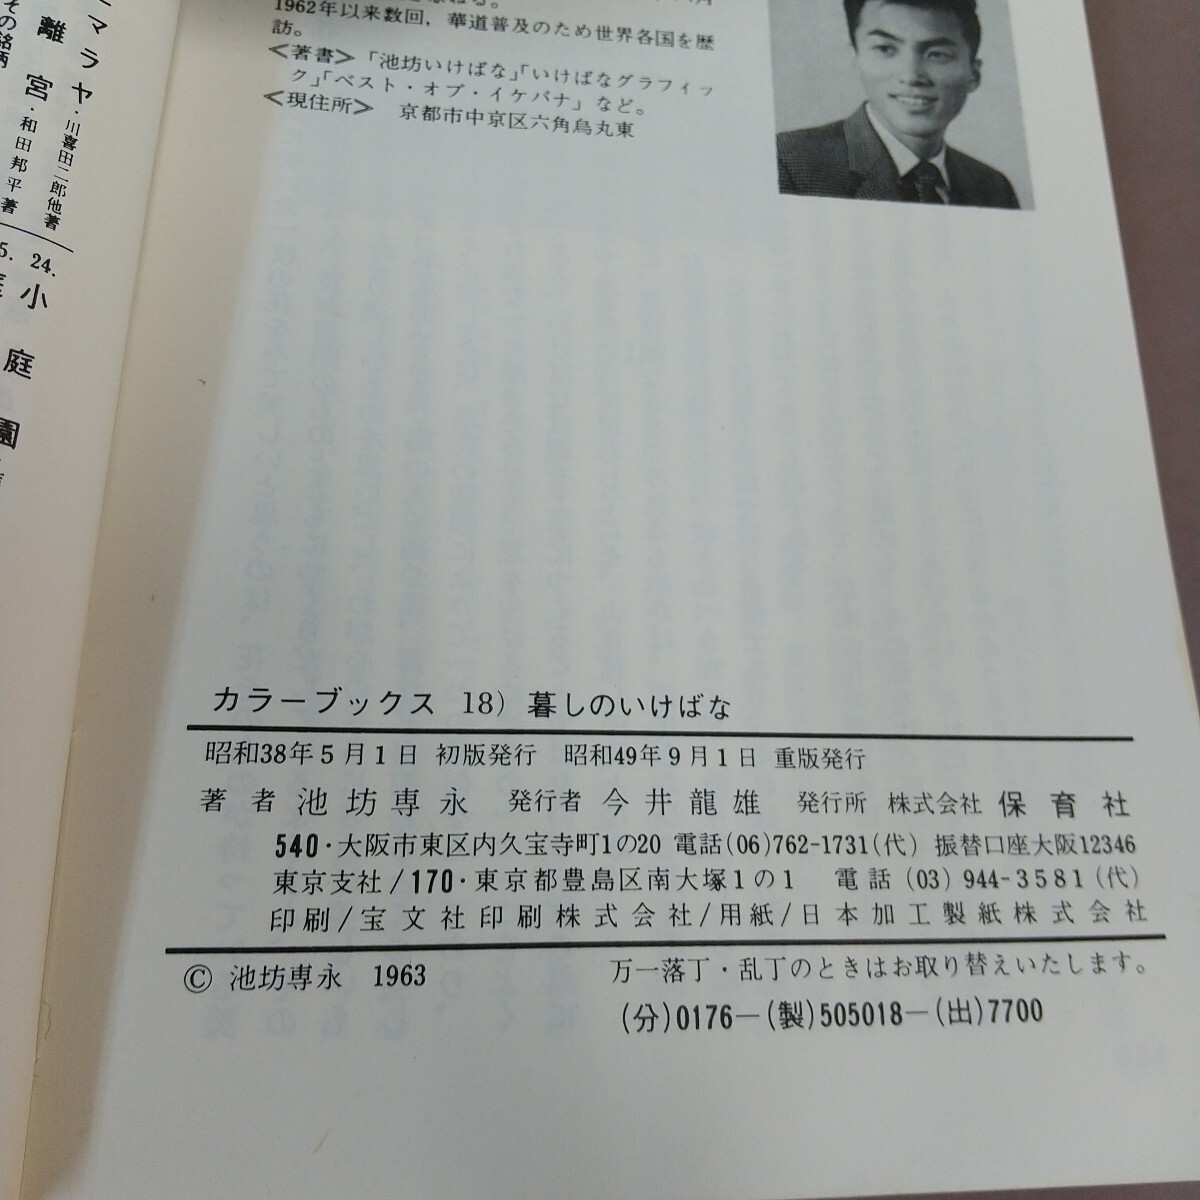 1962年以来数回，華道普及のため世界各国を歴
訪。
＜著書＞「池坊いけばな」「いけばなグラフィッ
ク」「ベスト・オブ・イケバナ」など。
＜現住所＞　京都市中京区六角烏丸東
マラヤ・川喜田二郎他著
離宮・和田邦平著
その銘柄
24.
小庭園
カラーブックス 18）暮しのいけばな
昭和38年5月1日 初版発行　昭和49年9月1日 重版発行
著者 池坊専永　発行者 今井龍雄　発行所 株式会社 保育社
540・大阪市東区内久宝寺町1の20 電話(06)762-1731(代) 振替口座大阪12346
東京支社/170・東京都豊島区南大塚1の1　電話(03)944-3581(代)
印刷/宝文社印刷株式会社/用紙/日本加工製紙株式会社
© 池坊専永 1963　万一落丁・乱丁のときはお取り替えいたします。
(分)0176―(製)505018―(出)7700